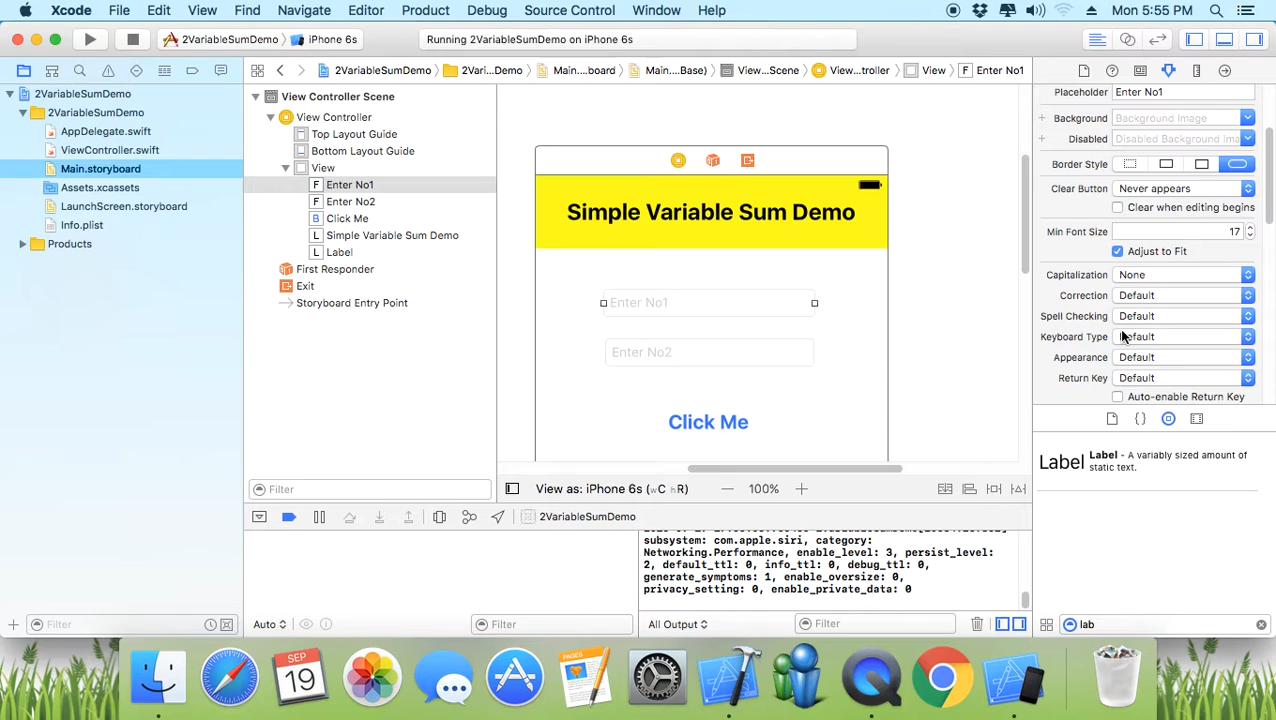 Xcode File Edit View Find Navigate Editor Product Debug Source Control Window Help Mon 5:55 PM
2VariableSumDemo iPhone 6s Running 2VariableSumDemo on iPhone 6s
2VariableSumDemo 2Vari...Demo Main....board Main....Base) View...Scene View...troller View F Enter No1
2VariableSumDemo
2VariableSumDemo
AppDelegate.swift
ViewController.swift
Main.storyboard
Assets.xcassets
LaunchScreen.storyboard
Info.plist
Products
Filter
View Controller Scene
View Controller
Top Layout Guide
Bottom Layout Guide
View
F Enter No1
F Enter No2
B Click Me
L Simple Variable Sum Demo
L Label
First Responder
Exit
Storyboard Entry Point
Filter
Simple Variable Sum Demo
Enter No1
Enter No2
Click Me
View as: iPhone 6s (wC hR) 100%
2VariableSumDemo
subsystem: com.apple.siri, category:
Networking.Performance, enable_level: 3, persist_level:
2, default_ttl: 0, info_ttl: 0, debug_ttl: 0,
generate_symptoms: 1, enable_oversize: 0,
privacy_setting: 0, enable_private_data: 0
Auto Filter
All Output Filter
Placeholder Enter No1
Background Background Image
Disabled Disabled Background Ima
Border Style
Clear Button Never appears
Clear when editing begins
Min Font Size 17
Adjust to Fit
Capitalization None
Correction Default
Spell Checking Default
Keyboard Type Default
Appearance Default
Return Key Default
Auto-enable Return Key
Label Label - A variably sized amount of
static text.
lab
SEP
19
PAGES